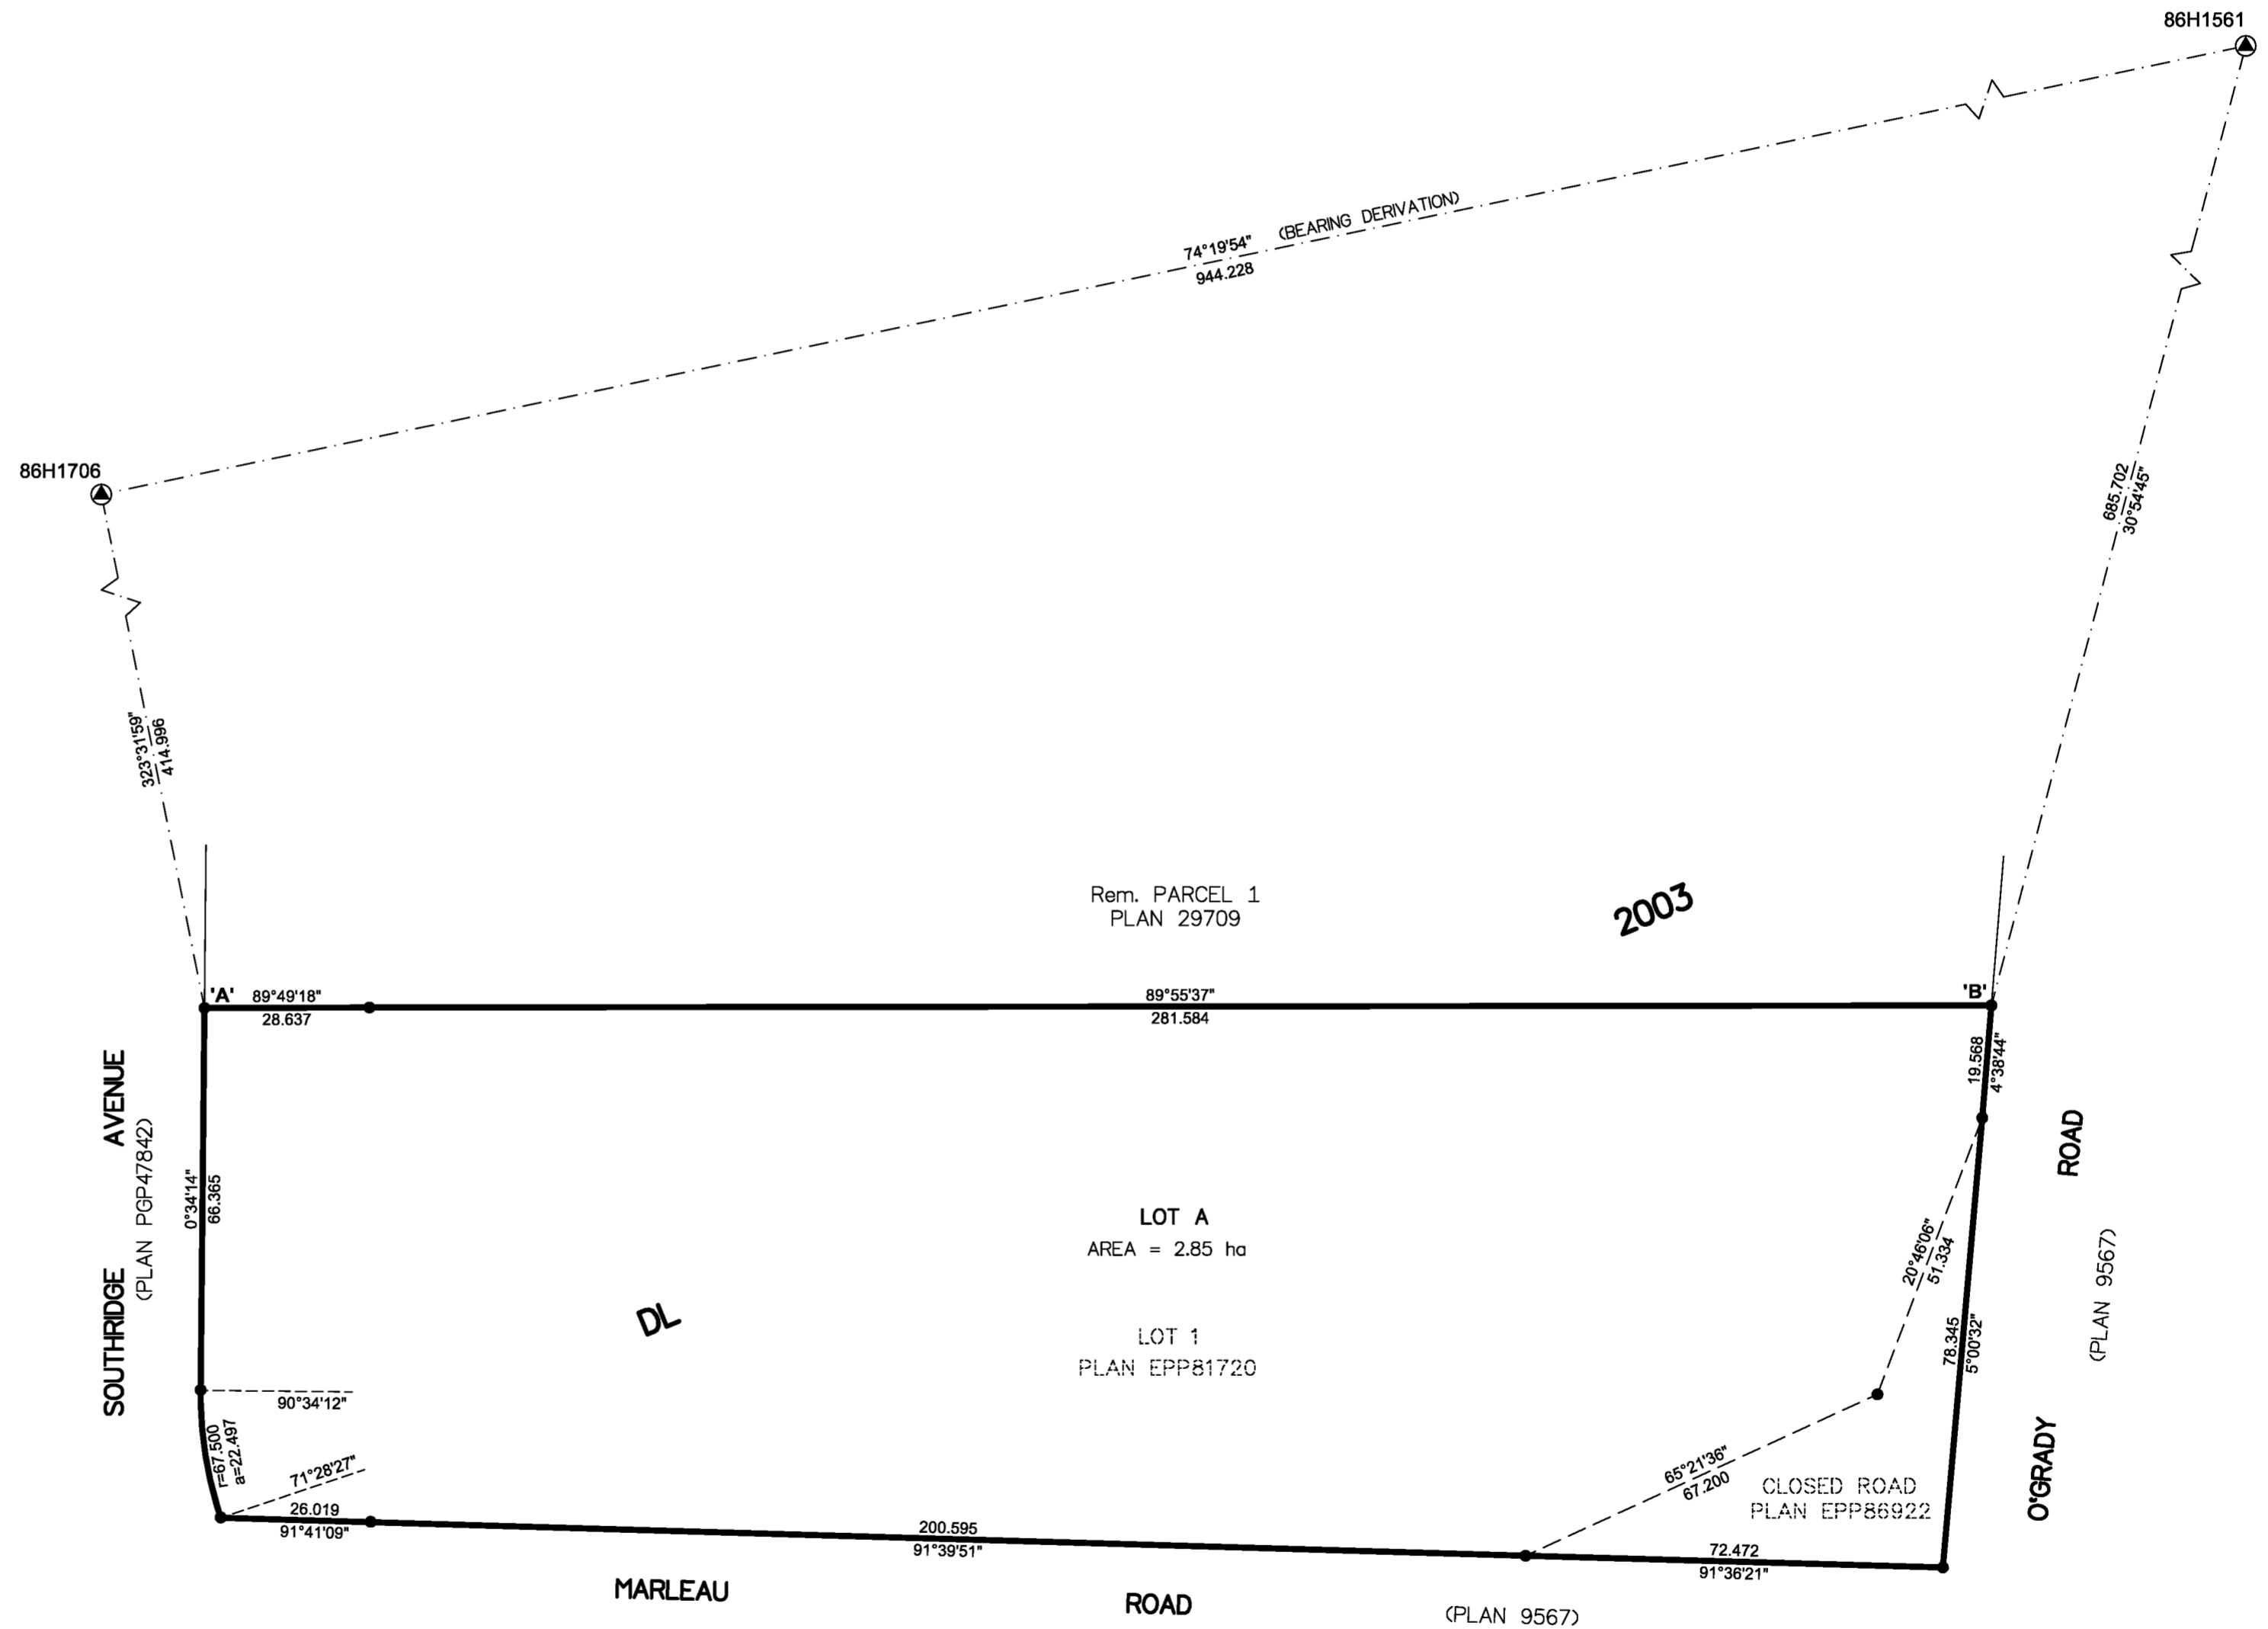 86H1561
74°19'54" (BEARING DERIVATION)
944.228
86H1706
685.702
30°54'45"
323°31'59"
414.996
Rem. PARCEL 1
PLAN 29709
2003
'A'
89°49'18"
28.637
89°55'37"
281.584
'B'
19.568
4°38'44"
SOUTHRIDGE AVENUE
(PLAN PGP47842)
0°34'14"
66.365
LOT A
AREA = 2.85 ha
DL
LOT 1
PLAN EPP81720
20°46'06"
51.334
78.345
5°00'32"
O'GRADY ROAD
(PLAN 9567)
90°34'12"
r=67.500
a=22.497
71°28'27"
26.019
91°41'09"
200.595
91°39'51"
65°21'36"
67.200
CLOSED ROAD
PLAN EPP86922
72.472
91°36'21"
MARLEAU ROAD
(PLAN 9567)